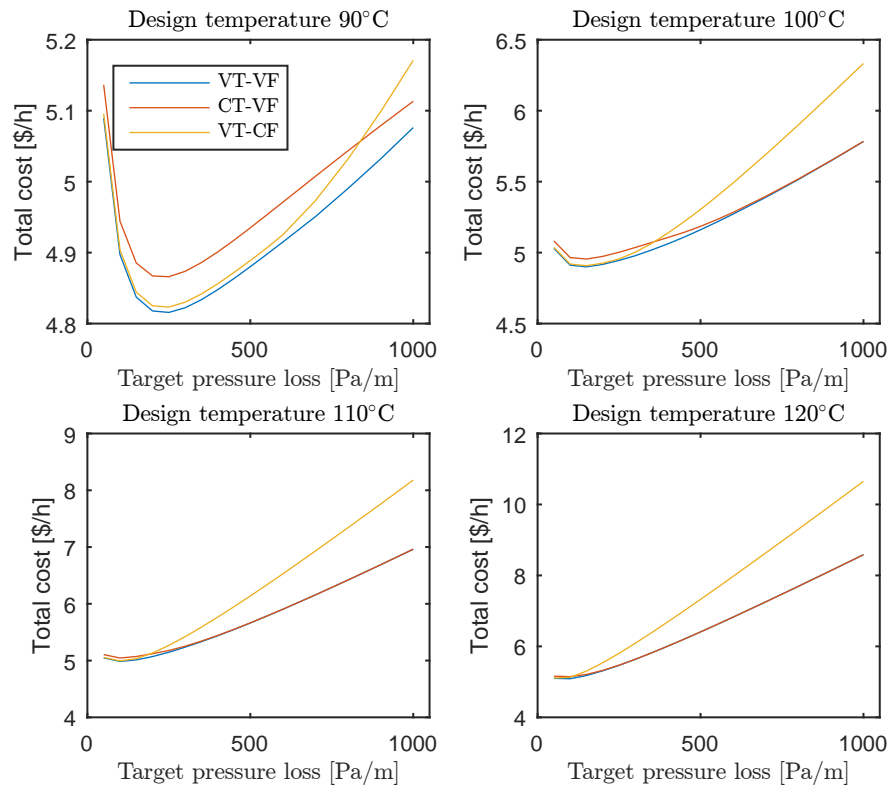 Design temperature 90°C
Total cost [$/h]
5.2
5.1
5
4.9
4.8
VT-VF
CT-VF
VT-CF
0
500
1000
Target pressure loss [Pa/m]
Design temperature 100°C
Total cost [$/h]
6.5
6
5.5
5
4.5
0
500
1000
Target pressure loss [Pa/m]
Design temperature 110°C
Total cost [$/h]
9
8
7
6
5
4
0
500
1000
Target pressure loss [Pa/m]
Design temperature 120°C
Total cost [$/h]
12
10
8
6
4
0
500
1000
Target pressure loss [Pa/m]